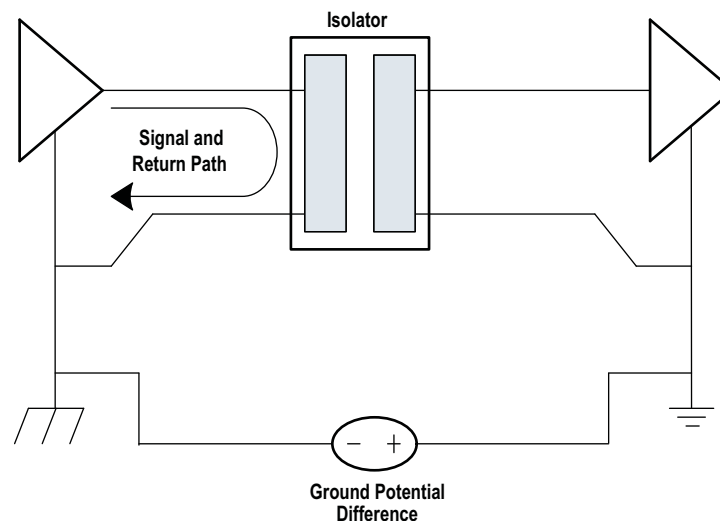 Isolator
Signal and
Return Path
− +
Ground Potential
Difference